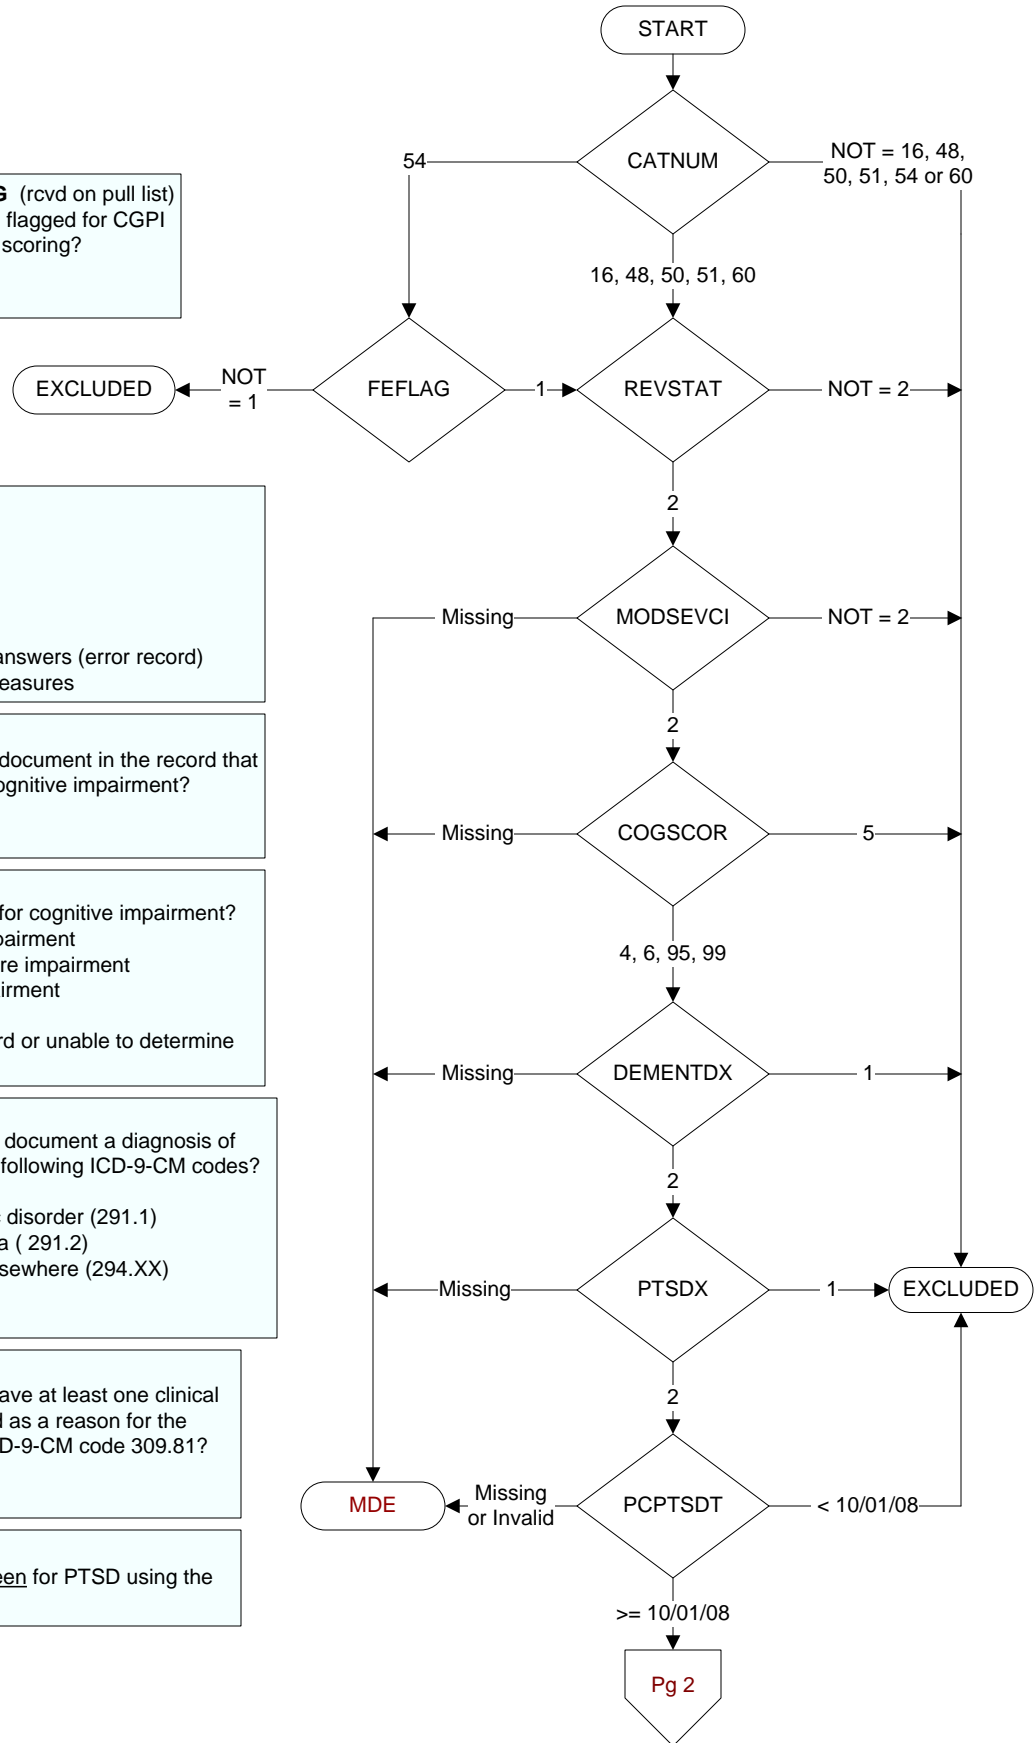 START
CATNUM
54
NOT = 16, 48,
50, 51, 54 or 60
G (rcvd on pull list)
flagged for CGPI
scoring?
16, 48, 50, 51, 60
EXCLUDED
NOT
= 1
FEFLAG
1
REVSTAT
NOT = 2
2
answers (error record)
easures
Missing
MODSEVCI
NOT = 2
2
document in the record that
ognitive impairment?
Missing
COGSCOR
5
4, 6, 95, 99
for cognitive impairment?
pairment
re impairment
irment
rd or unable to determine
Missing
DEMENTDX
1
2
document a diagnosis of
following ICD-9-CM codes?
disorder (291.1)
a ( 291.2)
sewhere (294.XX)
Missing
PTSDX
1
EXCLUDED
2
ave at least one clinical
d as a reason for the
D-9-CM code 309.81?
MDE
Missing
or Invalid
PCPTSDT
< 10/01/08
een for PTSD using the
>= 10/01/08
Pg 2